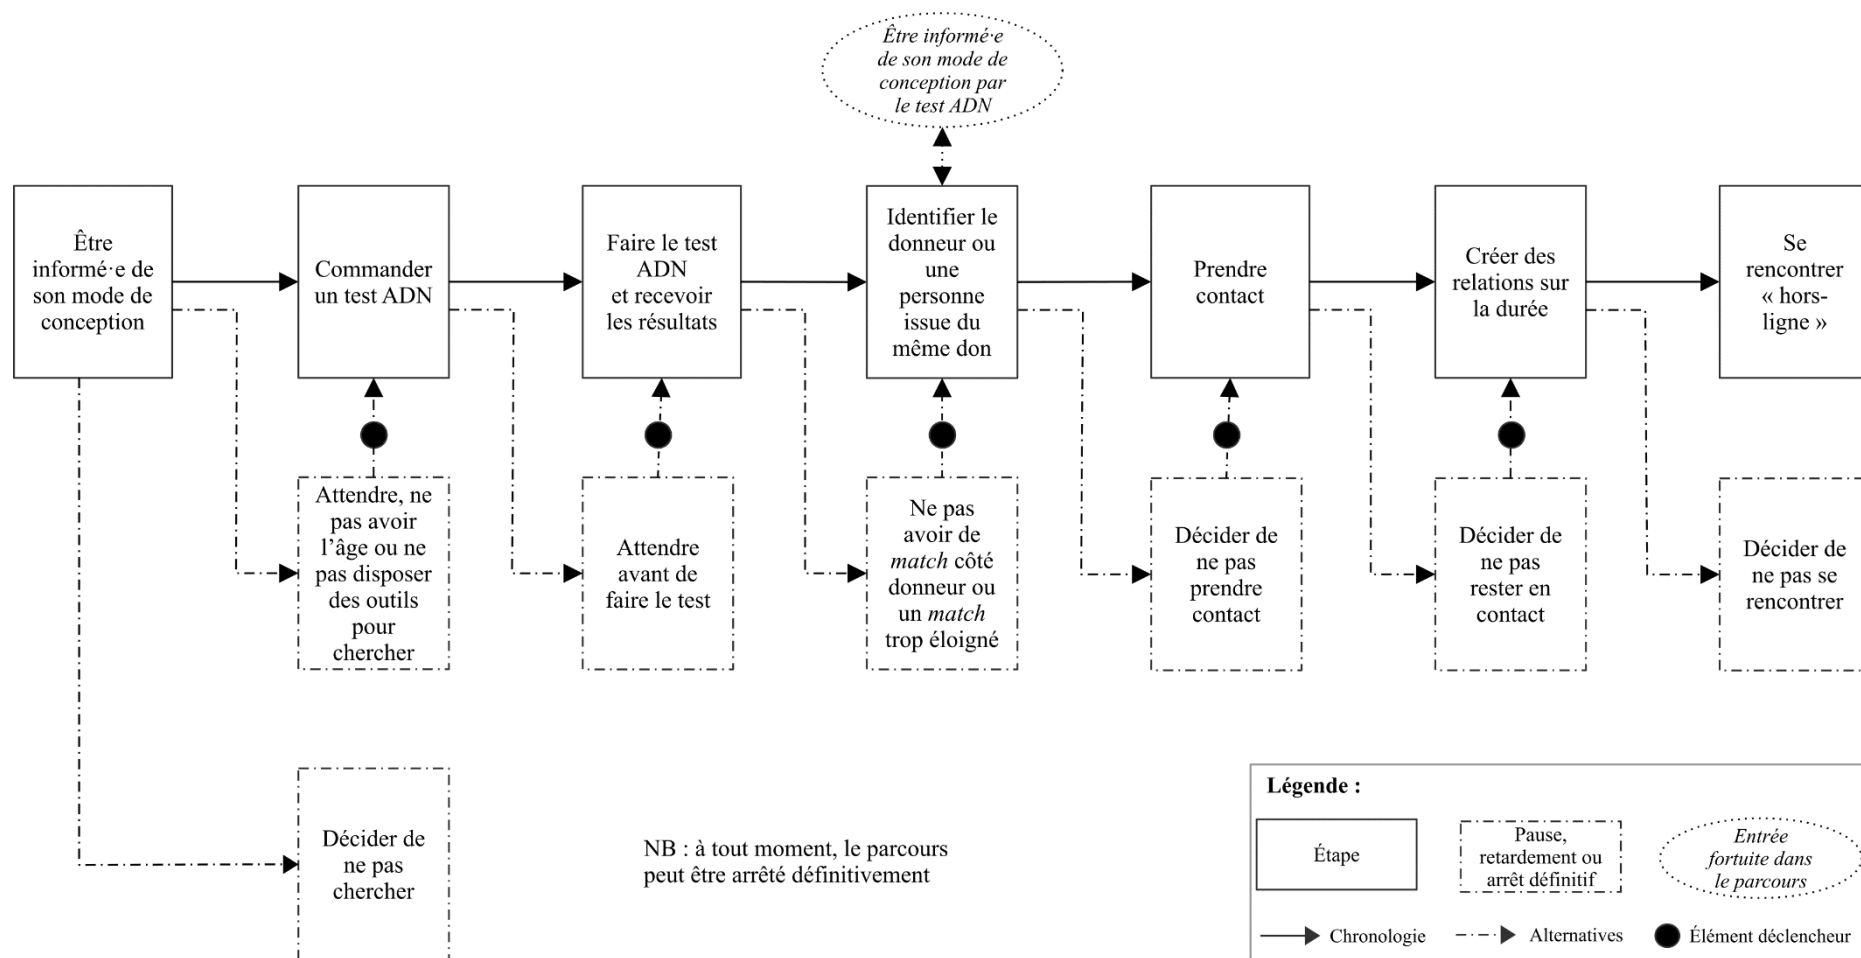 Être informé·e
de son mode de
conception par
le test ADN
Être
informé·e de
son mode de
conception
Commander
un test ADN
Faire le test
ADN
et recevoir
les résultats
Identifier le
donneur ou
une
personne
issue du
même don
Prendre
contact
Créer des
relations sur
la durée
Se
rencontrer
« hors-
ligne »
Attendre, ne
pas avoir
l’âge ou ne
pas disposer
des outils
pour
chercher
Attendre
avant de
faire le test
Ne pas
avoir de
match côté
donneur ou
un match
trop éloigné
Décider de
ne pas
prendre
contact
Décider de
ne pas
rester en
contact
Décider de
ne pas se
rencontrer
Décider de
ne pas
chercher
NB : à tout moment, le parcours
peut être arrêté définitivement
Légende :
Étape
Pause,
retardement ou
arrêt définitif
Entrée
fortuite dans
le parcours
Chronologie
Alternatives
Élément déclencheur